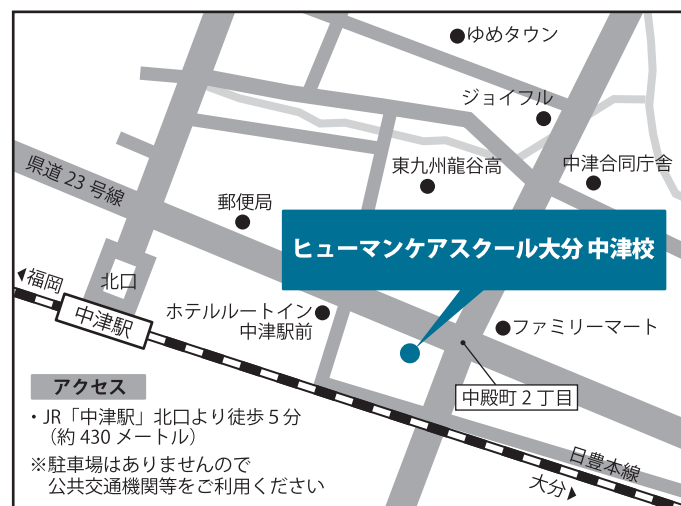 ゆめタウン
ジョイフル
東九州龍谷高
中津合同庁舎
県道23号線
郵便局
ヒューマンケアスクール大分 中津校
福岡
北口
中津駅
ホテルルートイン
中津駅前
ファミリーマート
中殿町2丁目
アクセス
・JR「中津駅」北口より徒歩5分
（約430メートル）
※駐車場はありませんので
公共交通機関等をご利用ください
日豊本線
大分